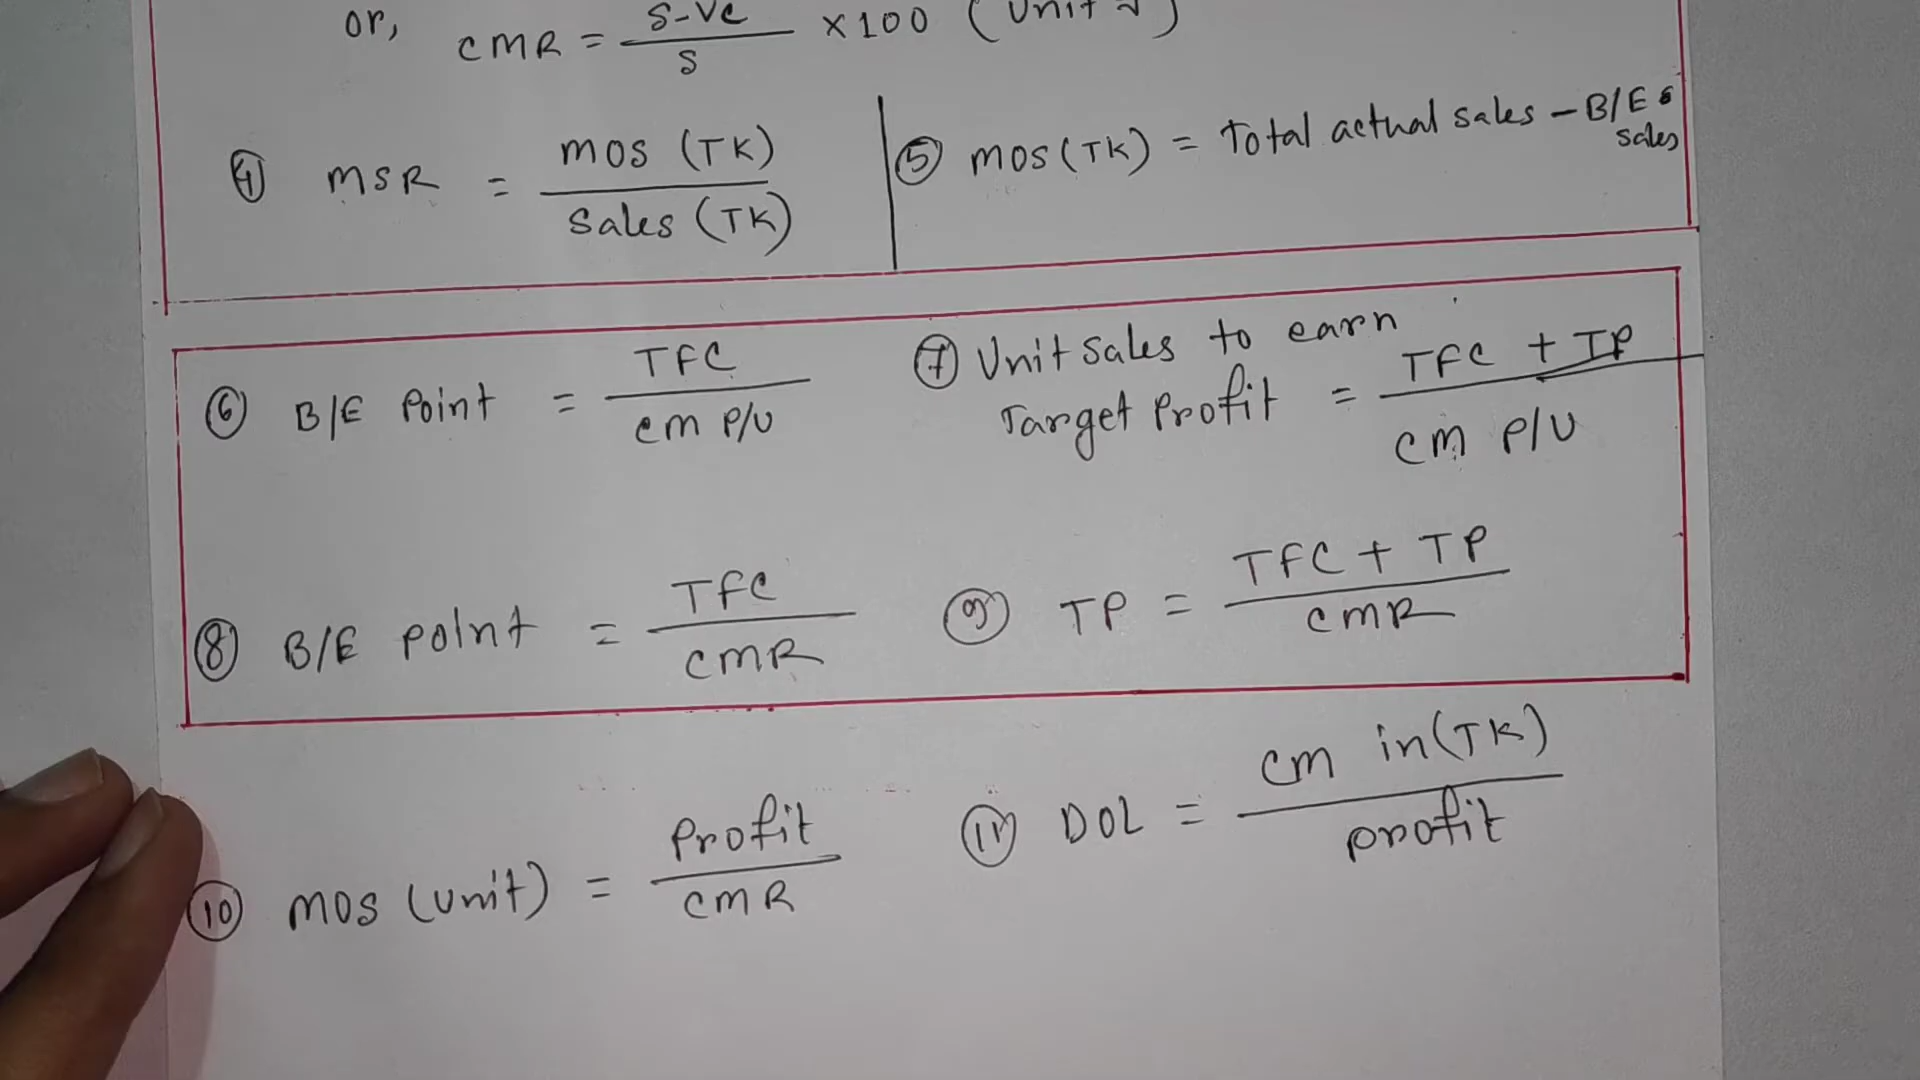 or, CMR = S-VC / S × 100 (Unit)
④ MSR = MOS (TK) / Sales (TK)
⑤ MOS (TK) = Total actual sales - B/E sales
⑥ B/E Point = TFC / CM P/U
⑦ Unit sales to earn Target Profit = TFC + TP / CM P/U
⑧ B/E point = TFC / CMR
⑨ TP = TFC + TP / CMR
⑩ MOS (unit) = Profit / CMR
⑪ DOL = CM in (TK) / profit